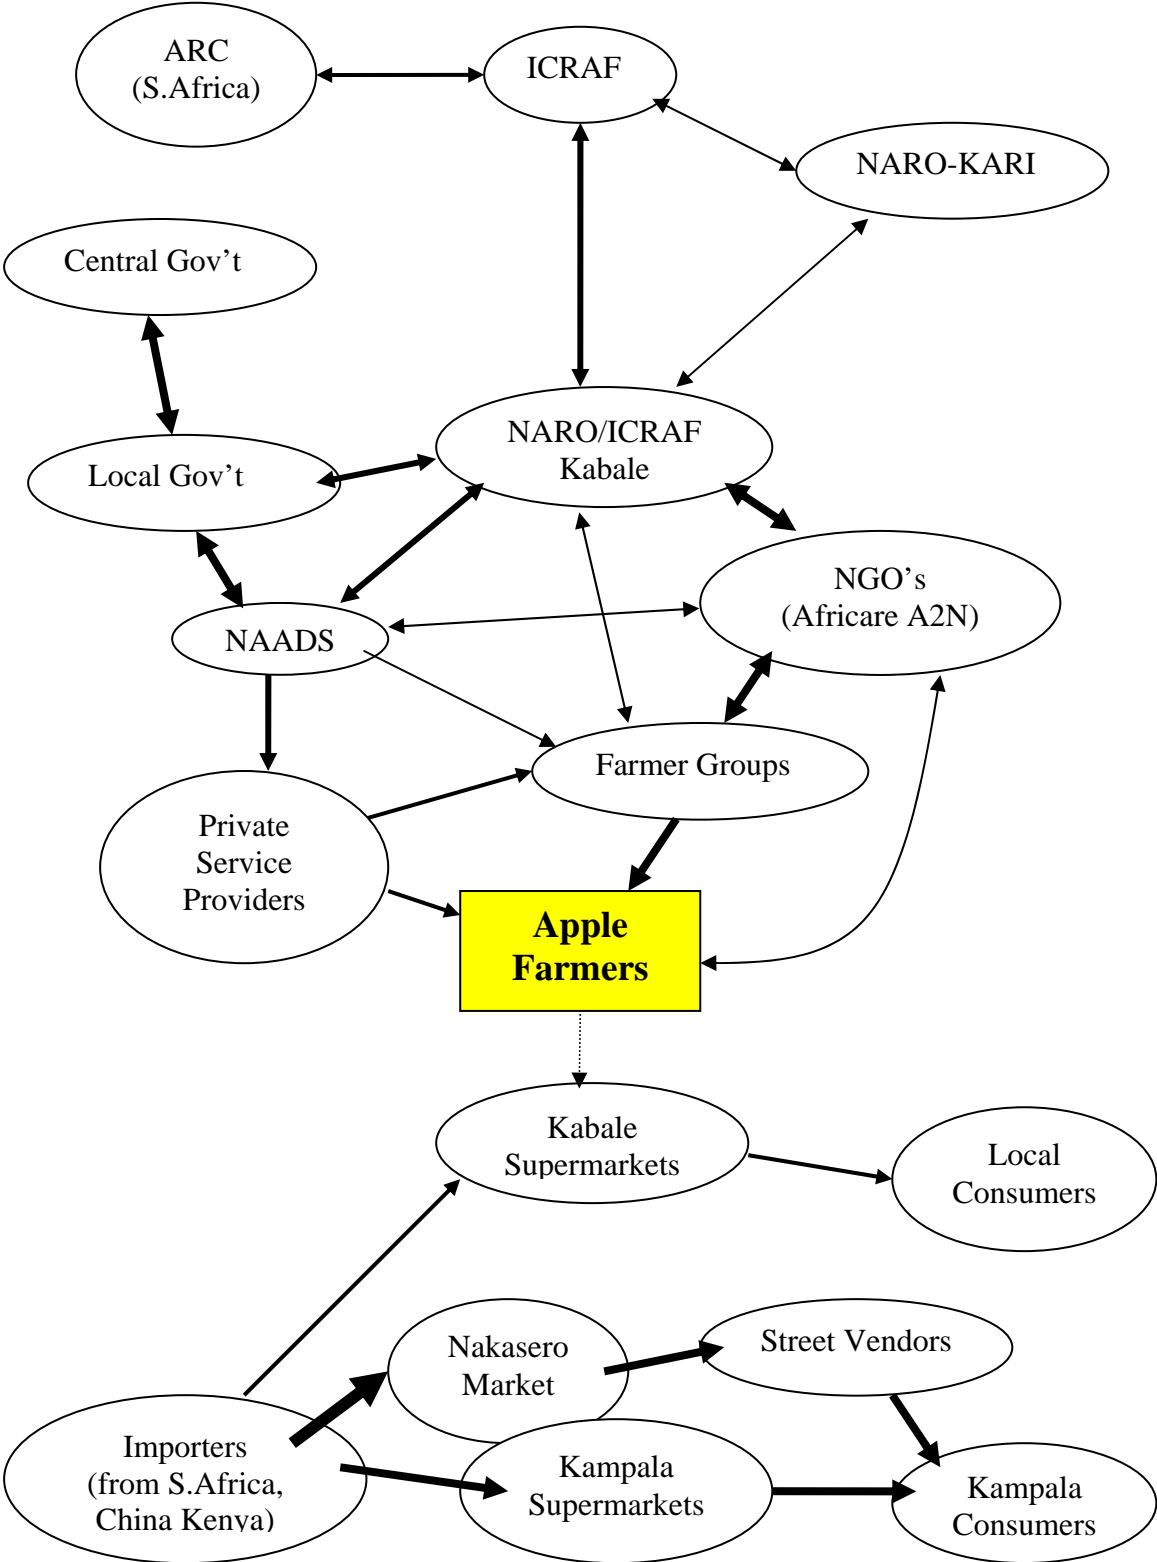 ARC
(S.Africa)
ICRAF
NARO-KARI
Central Gov’t
NARO/ICRAF
Kabale
Local Gov’t
NGO’s
(Africare A2N)
NAADS
Farmer Groups
Private
Service
Providers
Apple
Farmers
Kabale
Supermarkets
Local
Consumers
Nakasero
Market
Street Vendors
Importers
(from S.Africa,
China Kenya)
Kampala
Supermarkets
Kampala
Consumers